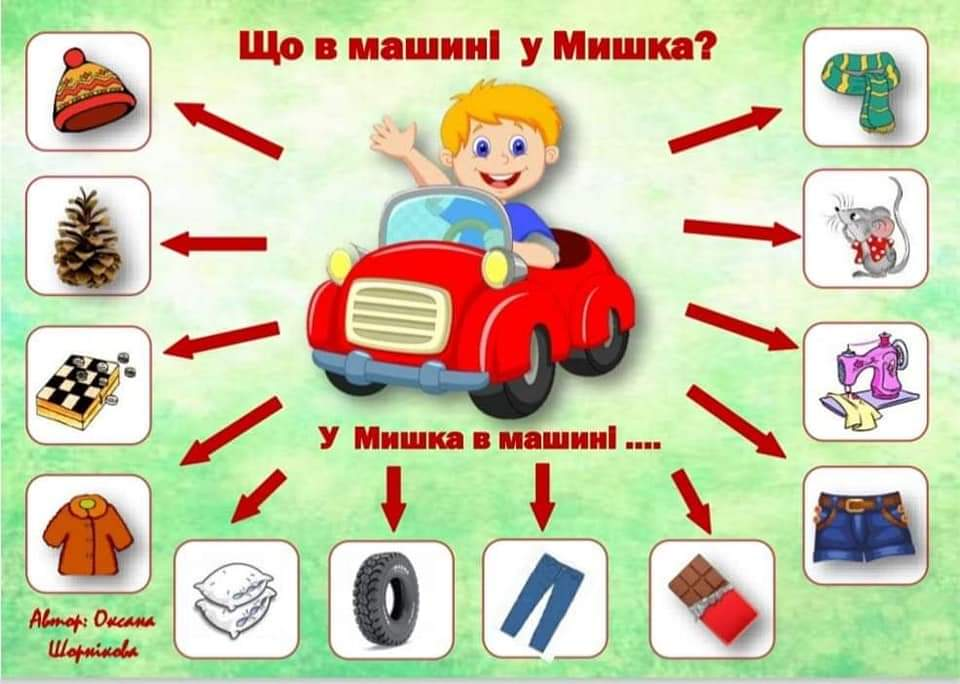 Що в машині у Мишка?
У Мишка в машині ....
Автор: Оксана
Шорнікова